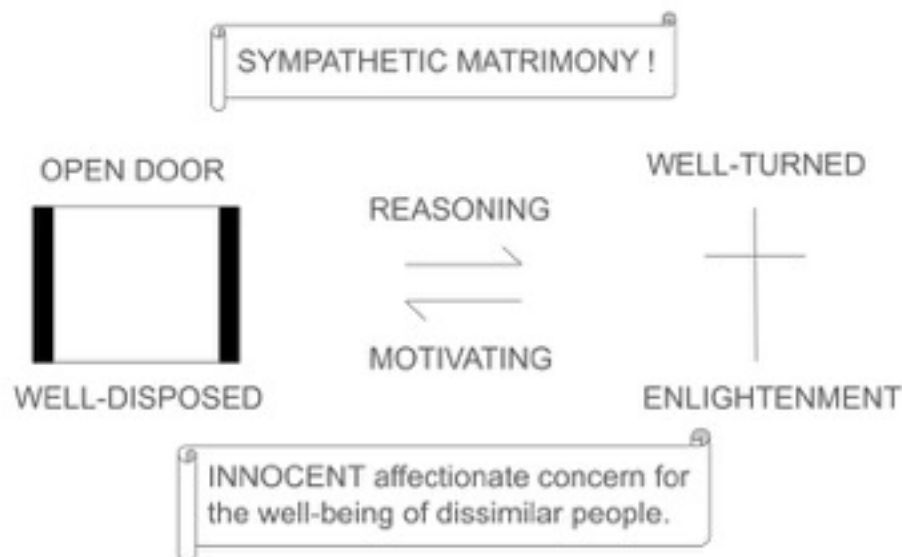 SYMPATHETIC MATRIMONY !
OPEN DOOR
WELL-TURNED
REASONING
MOTIVATING
WELL-DISPOSED
ENLIGHTENMENT
INNOCENT affectionate concern for
the well-being of dissimilar people.